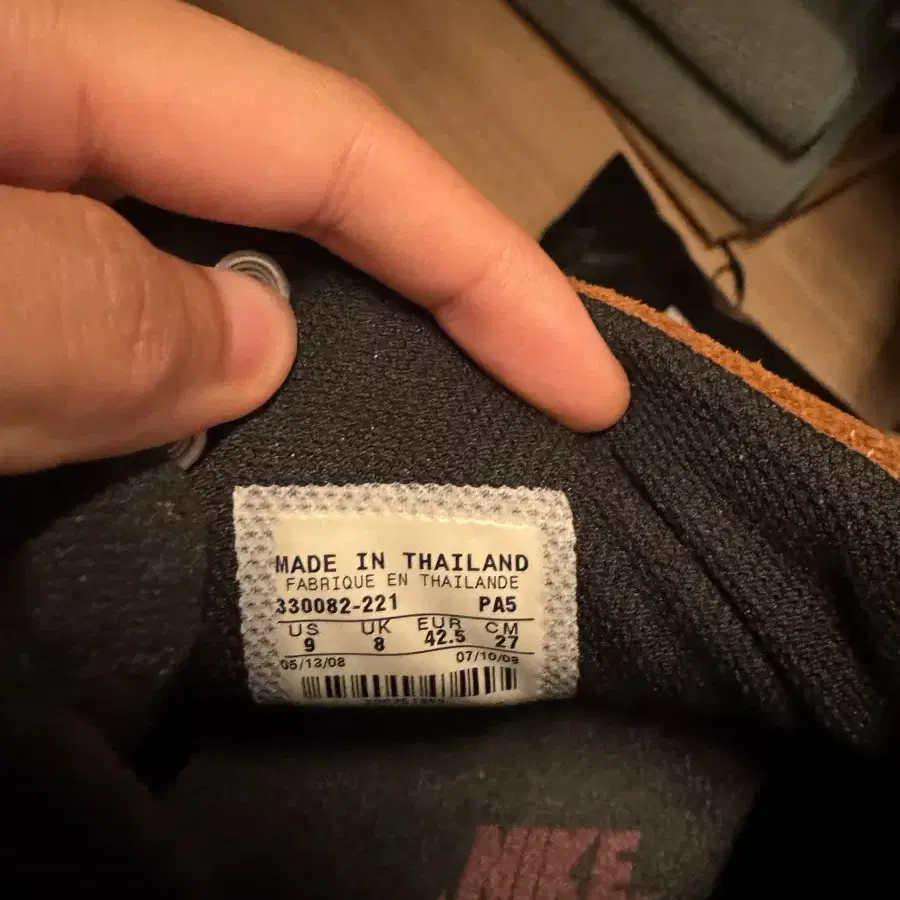 MADE IN THAILAND
FABRIQUE EN THAILANDE
330082-221 PA5
US UK EUR CM
9 8 42.5 27
05/13/08 07/10/08
NIKE